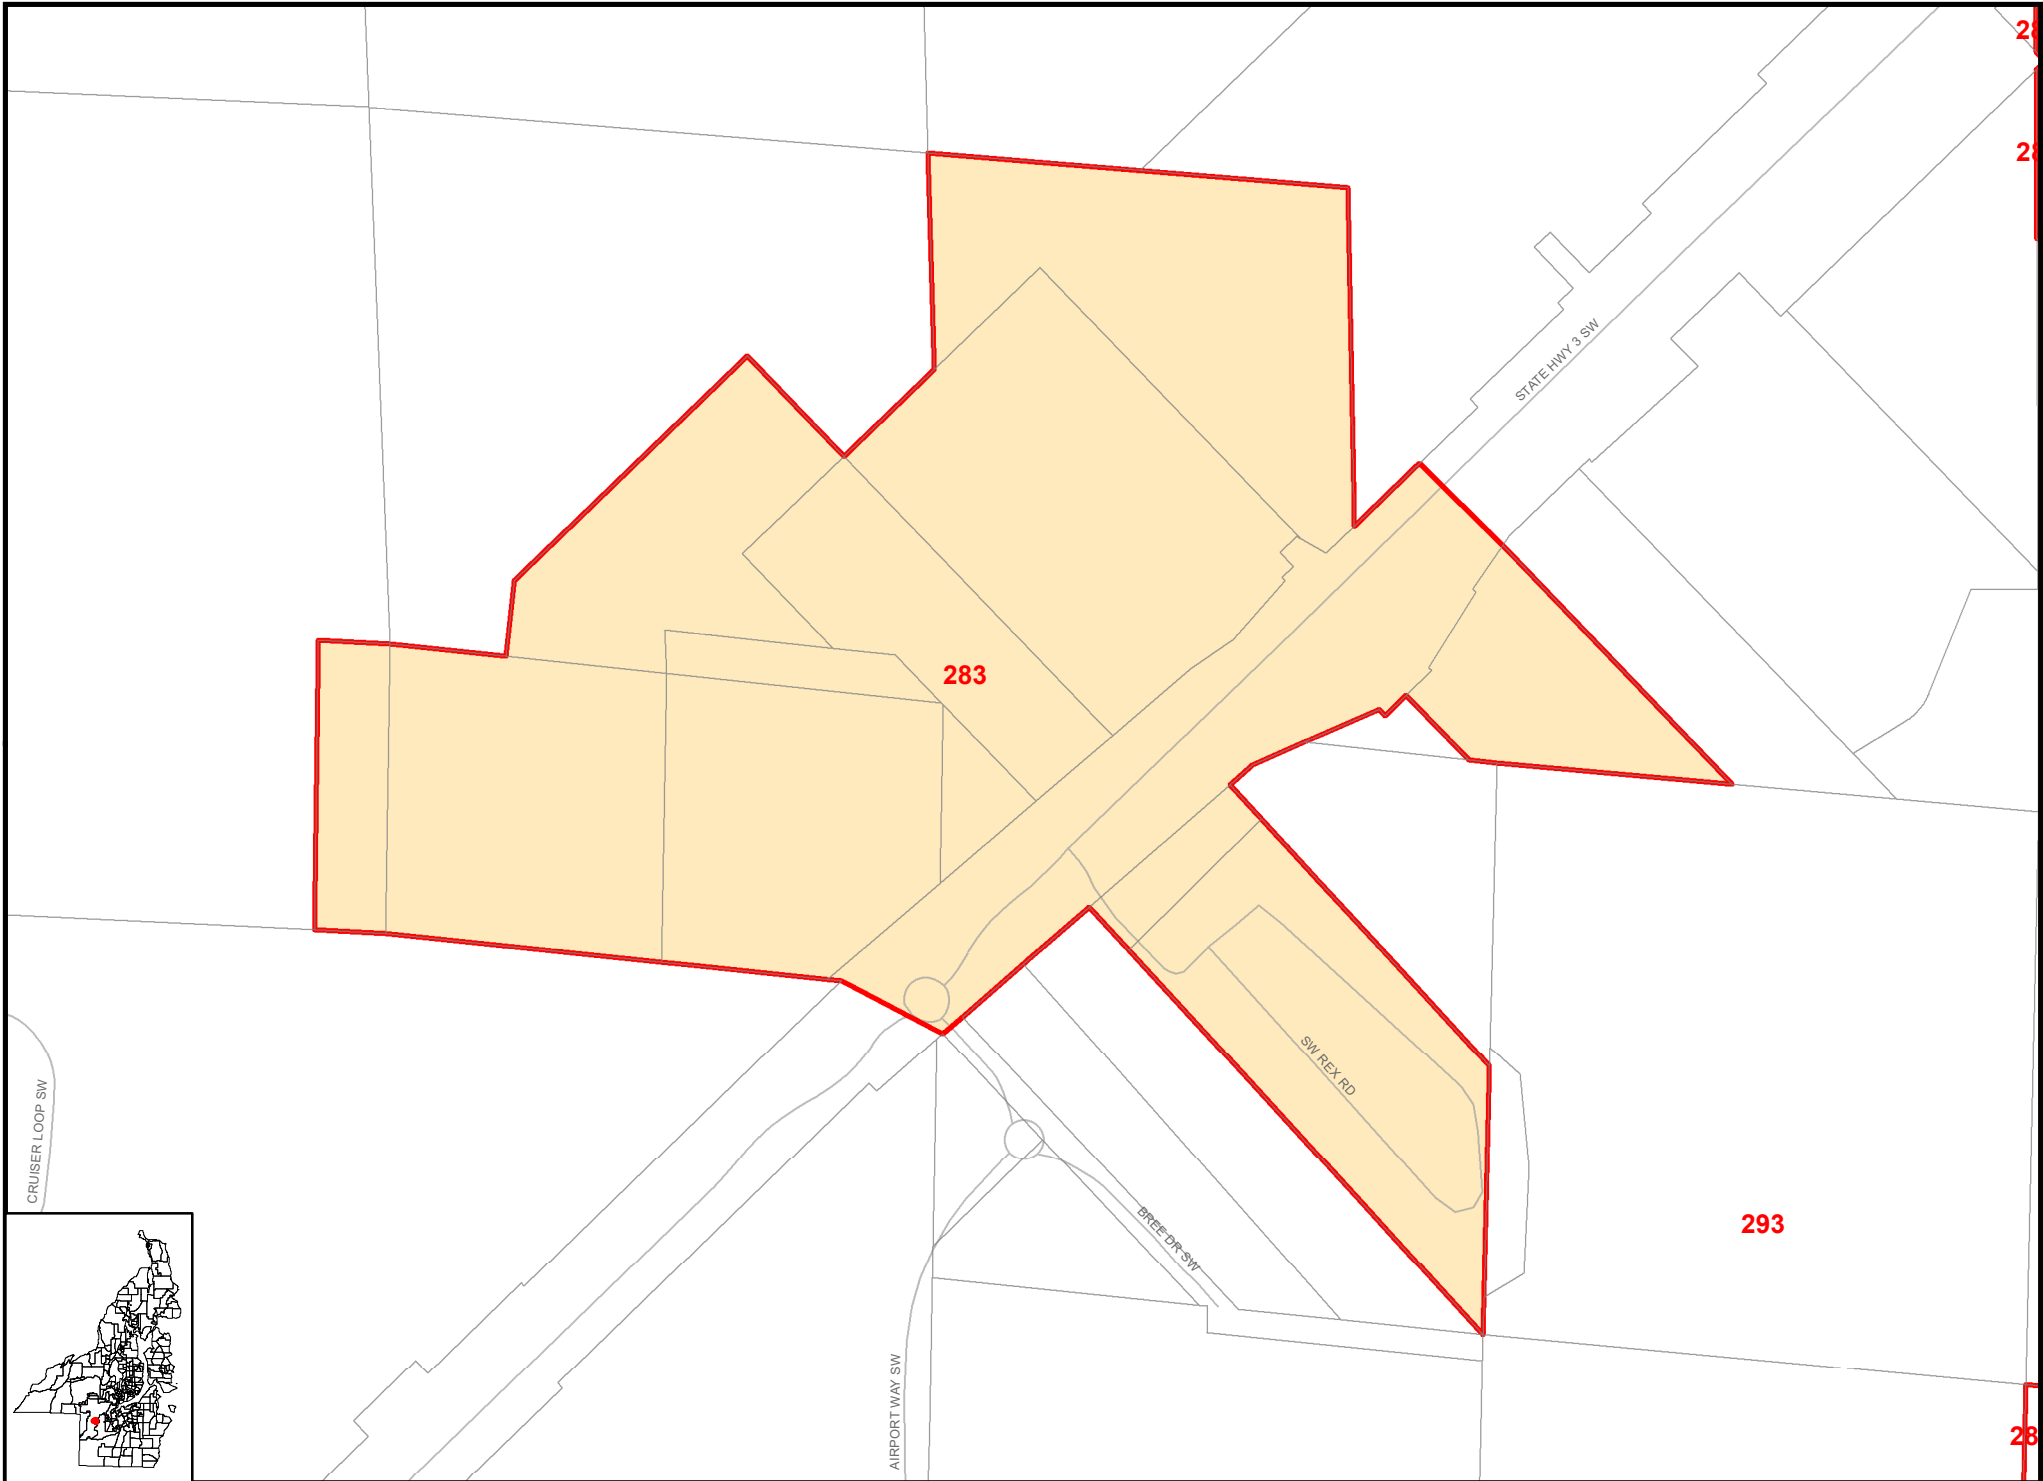 STATE HWY 3 SW
283
SW REX RD
CRUISER LOOP SW
BREE DR SW
293
AIRPORT WAY SW